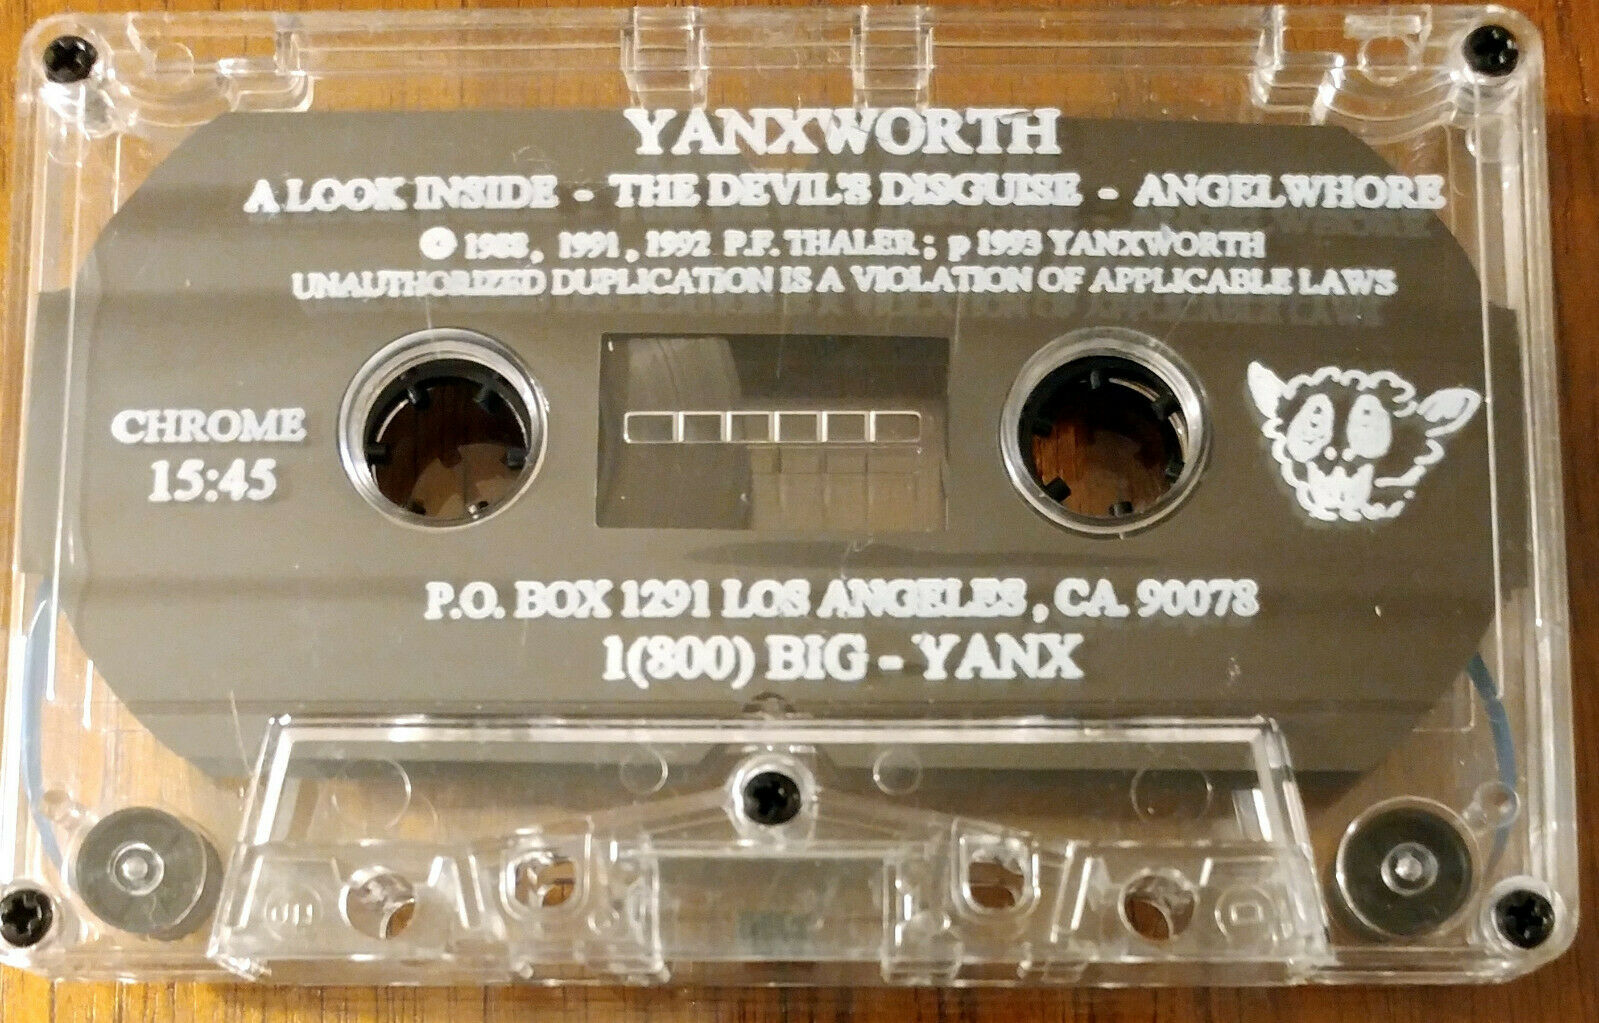 YANXWORTH
A LOOK INSIDE - THE DEVIL'S DISGUISE - ANGELWHORE
© 1988, 1991, 1992 P.F. THALER; p 1993 YANXWORTH
UNAUTHORIZED DUPLICATION IS A VIOLATION OF APPLICABLE LAWS
CHROME
15:45
P.O. BOX 1291 LOS ANGELES, CA. 90078
1(800) BIG - YANX